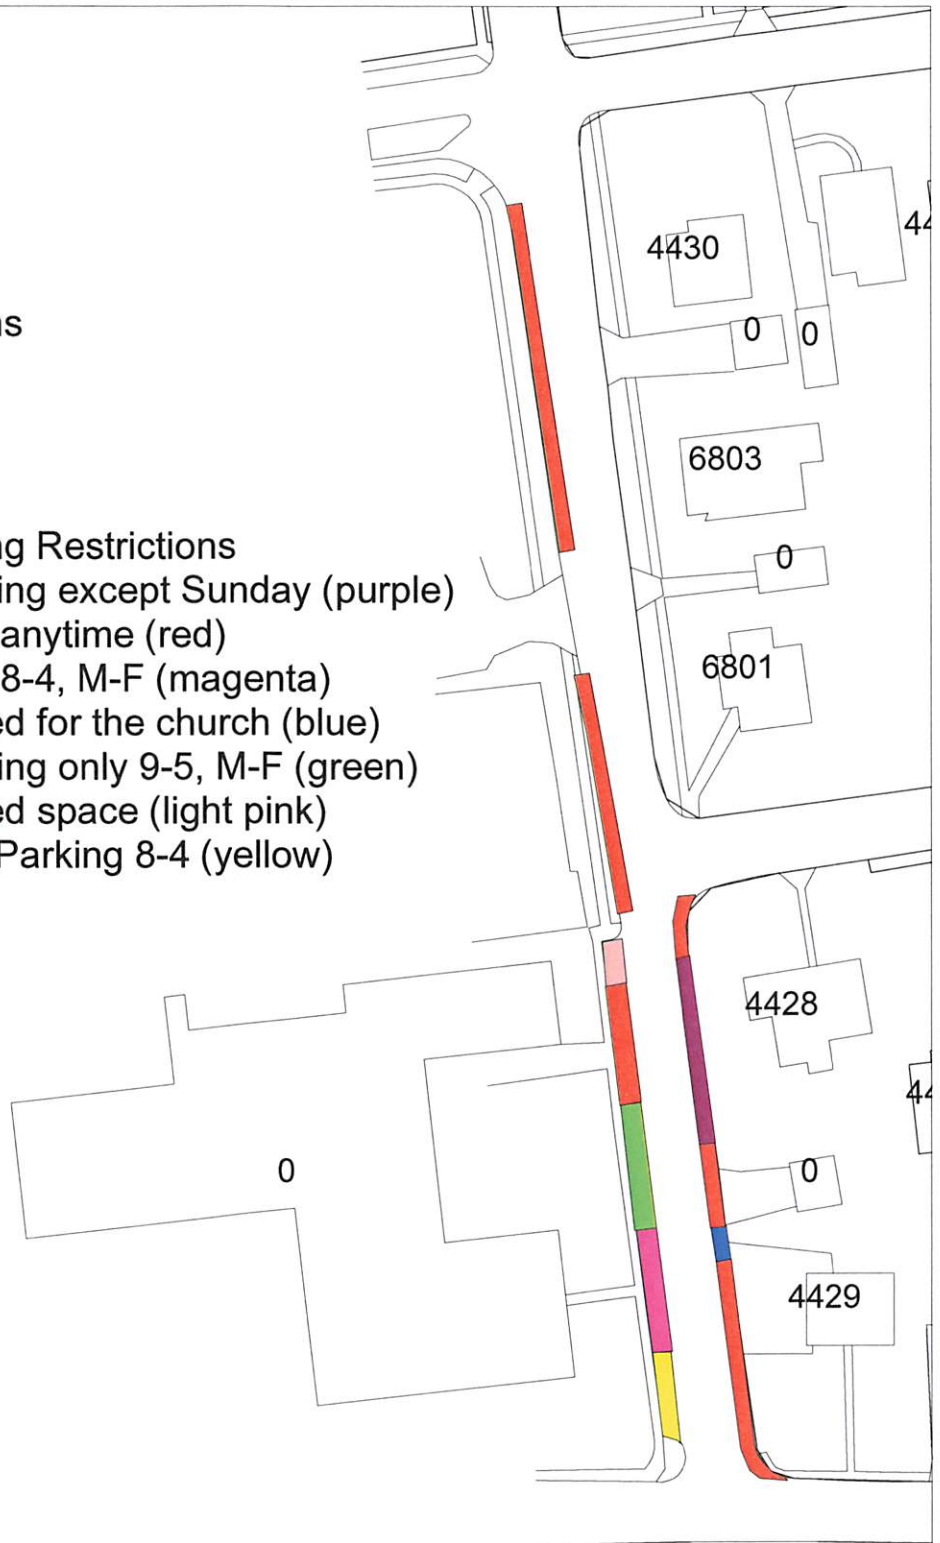 44
4430
0
0
ns
6803
ng Restrictions
0
ing except Sunday (purple)
anytime (red)
6801
8-4, M-F (magenta)
ed for the church (blue)
ing only 9-5, M-F (green)
ed space (light pink)
Parking 8-4 (yellow)
4428
44
0
0
4429